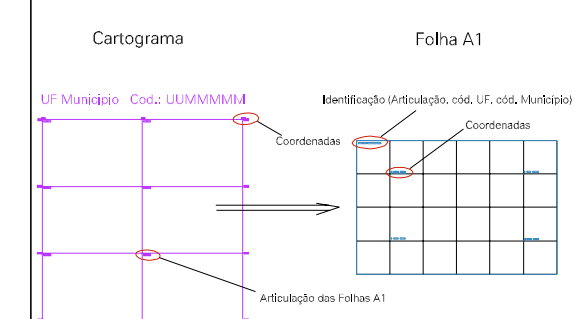 Cartograma
Folha A1
UF Município Cod.: UUMMMMM
Identificação (Articulação, cód. UF, cód. Município)
Coordenadas
Coordenadas
Articulação das Folhas A1